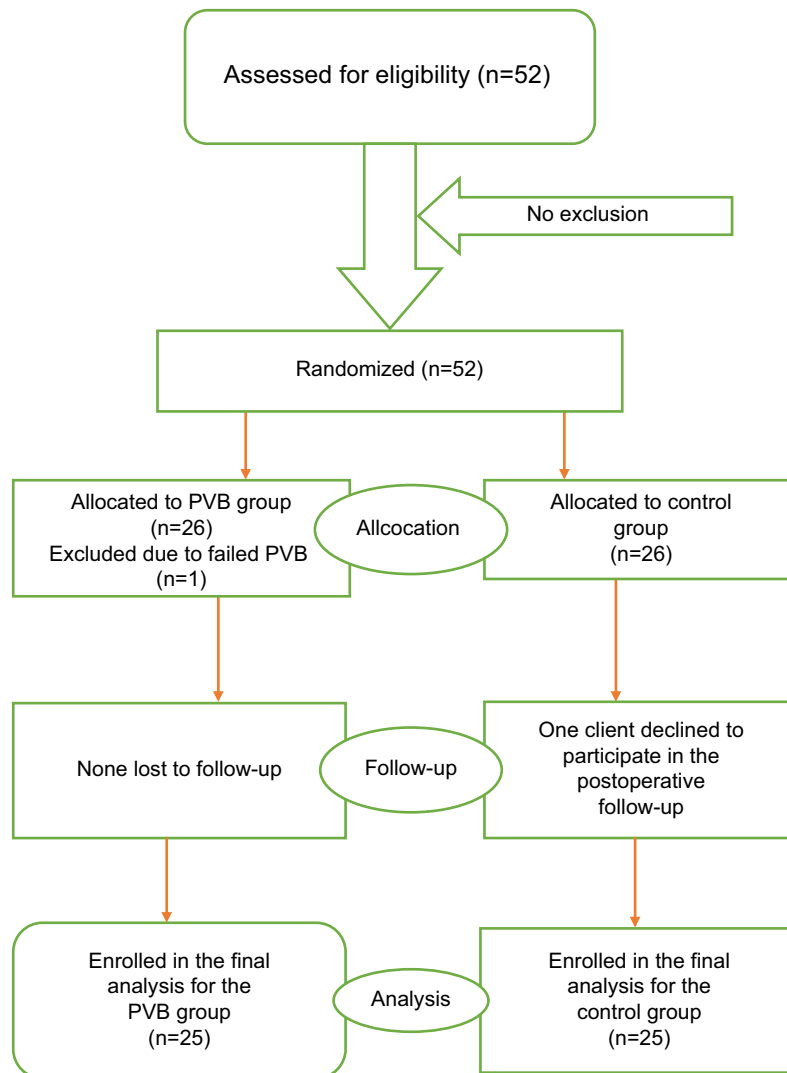 Assessed for eligibility (n=52)
No exclusion
Randomized (n=52)
Allocated to PVB group
(n=26)
Excluded due to failed PVB
(n=1)
Allcocation
Allocated to control
group
(n=26)
None lost to follow-up
Follow-up
One client declined to
participate in the
postoperative
follow-up
Enrolled in the final
analysis for the
PVB group
(n=25)
Analysis
Enrolled in the final
analysis for the
control group
(n=25)